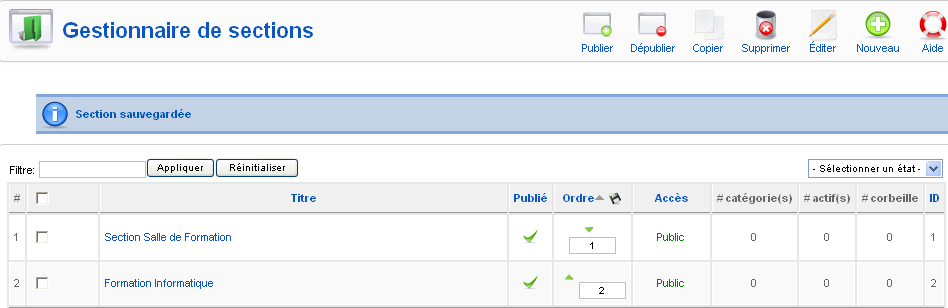 Gestionnaire de sections
Publier Dépublier Copier Supprimer Éditer Nouveau Aide
Section sauvegardée
Filtre: Appliquer Réinitialiser - Sélectionner un état -
# Titre Publié Ordre Accès # catégorie(s) # actif(s) # corbeille ID
1 Section Salle de Formation 1 Public 0 0 0 1
2 Formation Informatique 2 Public 0 0 0 2